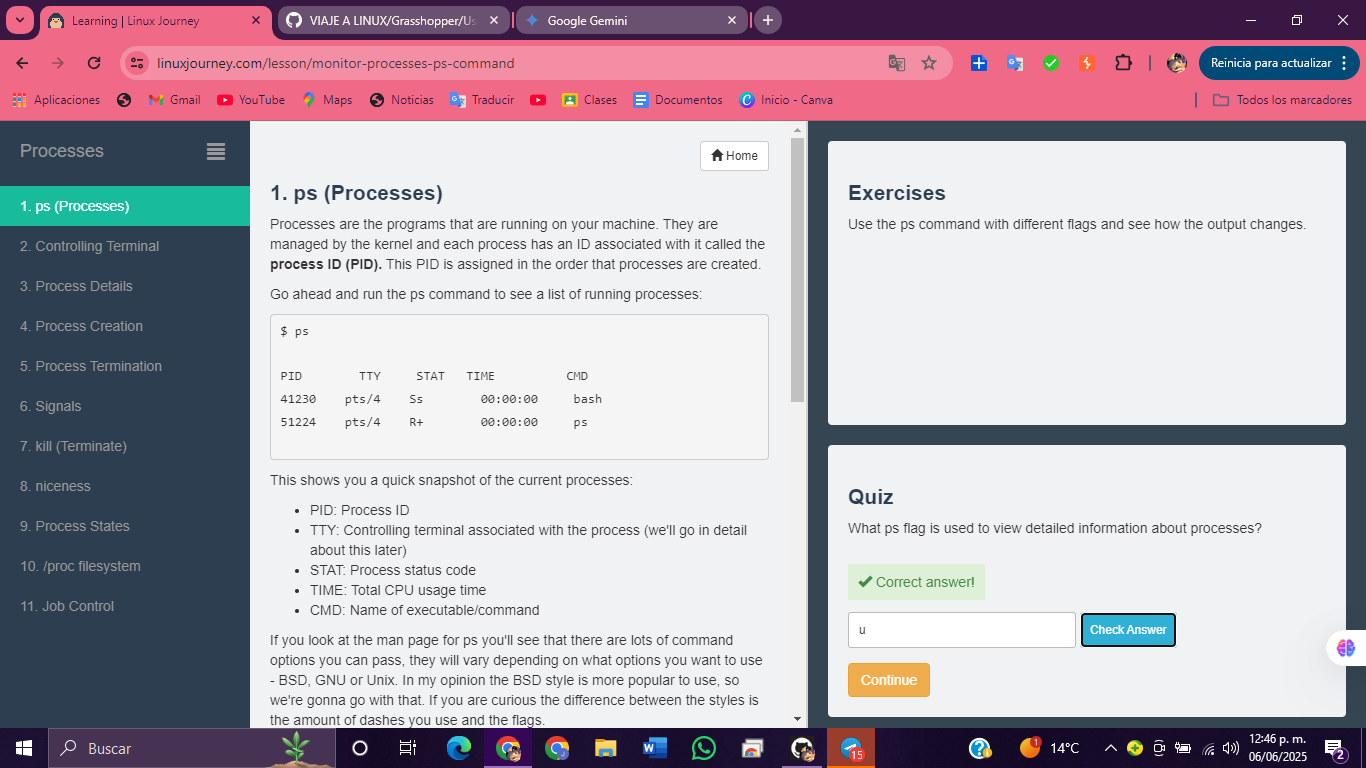 Learning | Linux Journey
VIAJE A LINUX/Grasshopper/Us
Google Gemini
linuxjourney.com/lesson/monitor-processes-ps-command
Reinicia para actualizar
Aplicaciones
Gmail
YouTube
Maps
Noticias
Traducir
Clases
Documentos
Inicio - Canva
Todos los marcadores
Processes
1. ps (Processes)
2. Controlling Terminal
3. Process Details
4. Process Creation
5. Process Termination
6. Signals
7. kill (Terminate)
8. niceness
9. Process States
10. /proc filesystem
11. Job Control
Home
1. ps (Processes)
Processes are the programs that are running on your machine. They are
managed by the kernel and each process has an ID associated with it called the
process ID (PID). This PID is assigned in the order that processes are created.
Go ahead and run the ps command to see a list of running processes:
$ ps
PID TTY STAT TIME CMD
41230 pts/4 Ss 00:00:00 bash
51224 pts/4 R+ 00:00:00 ps
This shows you a quick snapshot of the current processes:
• PID: Process ID
• TTY: Controlling terminal associated with the process (we'll go in detail
about this later)
• STAT: Process status code
• TIME: Total CPU usage time
• CMD: Name of executable/command
If you look at the man page for ps you'll see that there are lots of command
options you can pass, they will vary depending on what options you want to use
- BSD, GNU or Unix. In my opinion the BSD style is more popular to use, so
we're gonna go with that. If you are curious the difference between the styles is
the amount of dashes you use and the flags.
Exercises
Use the ps command with different flags and see how the output changes.
Quiz
What ps flag is used to view detailed information about processes?
Correct answer!
u
Check Answer
Continue
Buscar
15
1
14°C
12:46 p. m.
06/06/2025
2